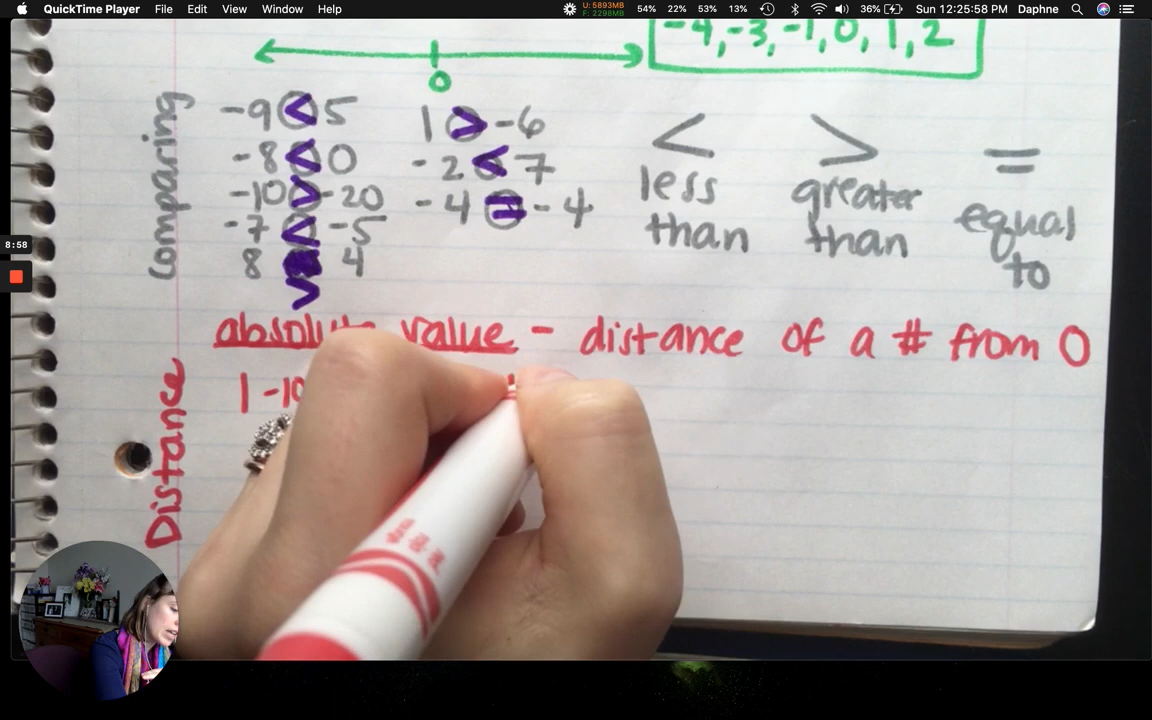 QuickTime Player File Edit View Window Help U: 5893MB F: 2298MB 54% 22% 53% 13% 36% Sun 12:25:58 PM Daphne
-4, -3, -1, 0, 1, 2
0
Comparing
-9 < 5
-8 < 0
-10 > -20
-7 < -5
8 > 4
1 > -6
-2 < 7
-4 = -4
< less than
> greater than
= equal to
8:58
absolute value - distance of a # from 0
Distance
|-10